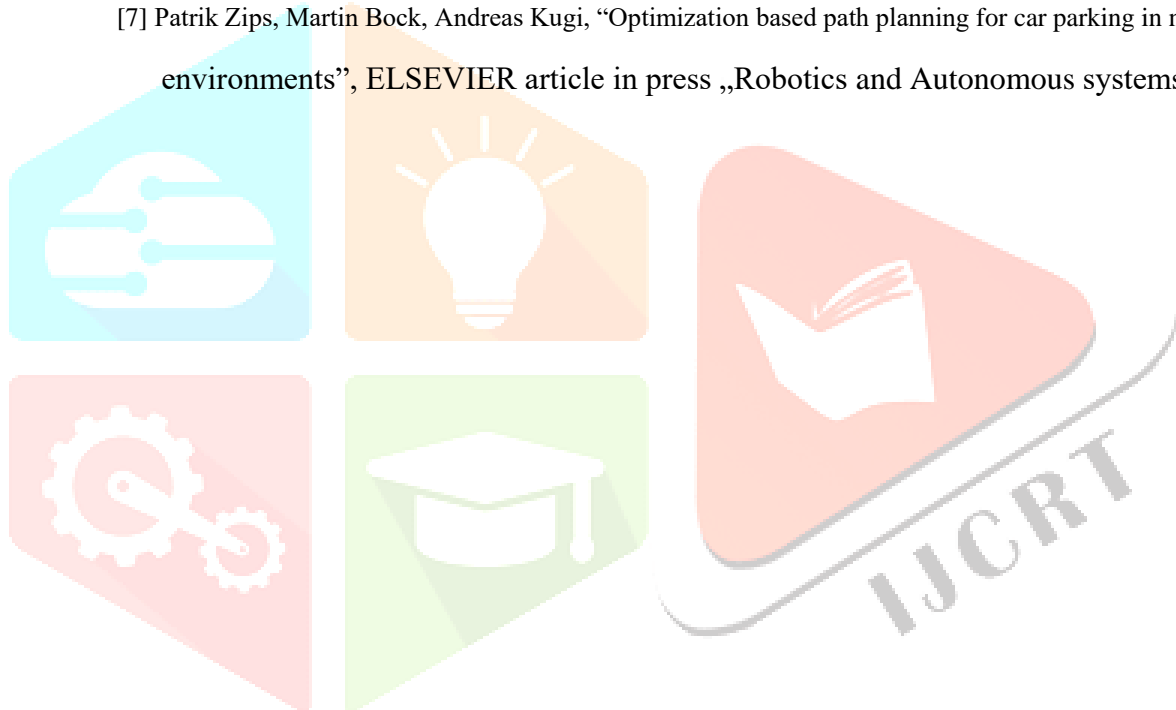 [7] Patrik Zips, Martin Bock, Andreas Kugi, “Optimization based path planning for car parking in
environments”, ELSEVIER article in press „Robotics and Autonomous systems
IJCRT